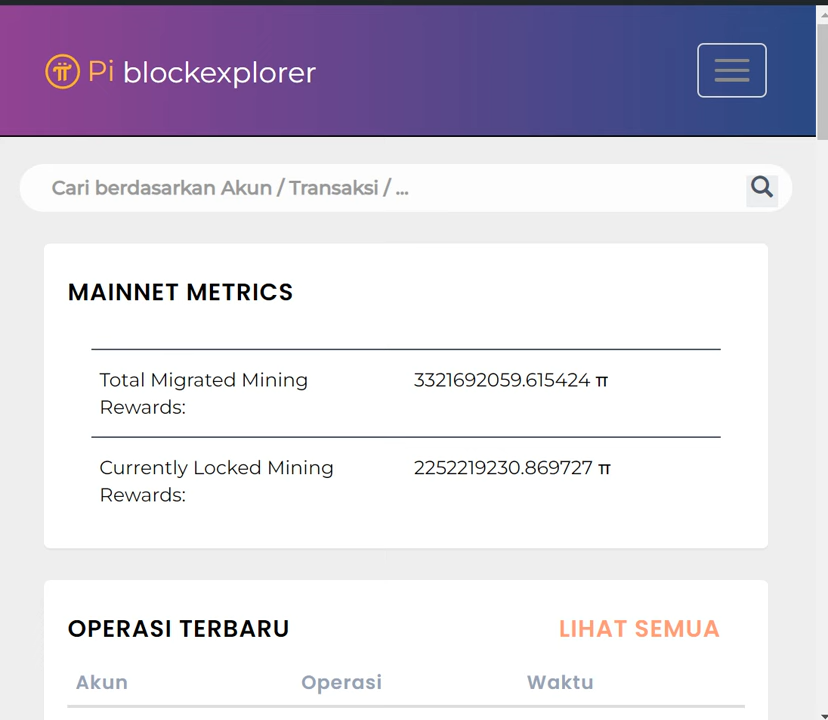 Pi blockexplorer
Cari berdasarkan Akun / Transaksi / ...
MAINNET METRICS
Total Migrated Mining Rewards: 3321692059.615424 π
Currently Locked Mining Rewards: 2252219230.869727 π
OPERASI TERBARU LIHAT SEMUA
Akun Operasi Waktu